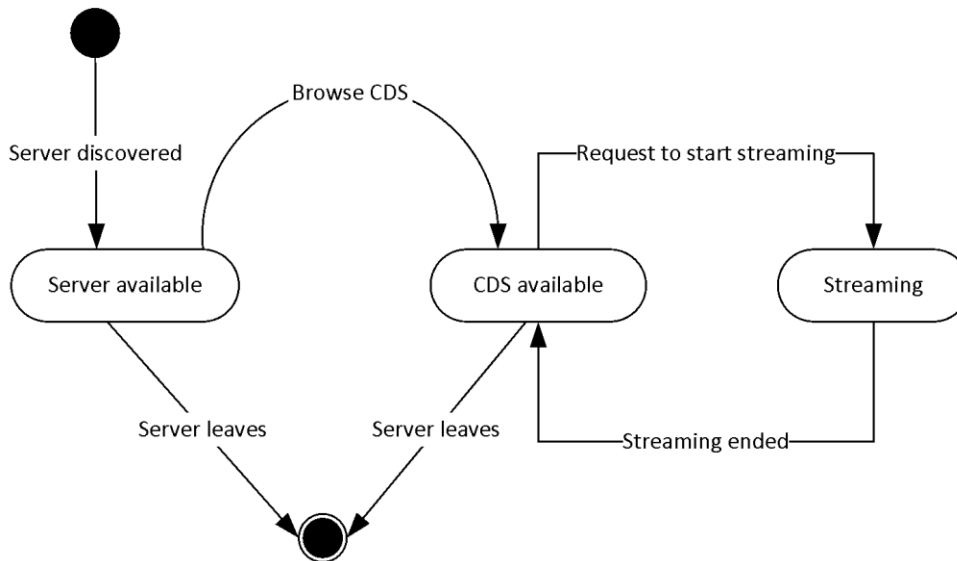 Browse CDS
Server discovered
Request to start streaming
Server available
CDS available
Streaming
Server leaves
Server leaves
Streaming ended